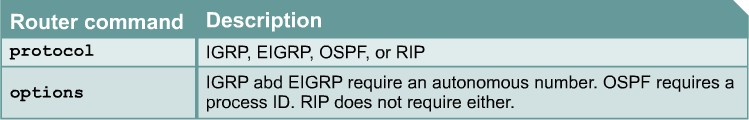 Router command Description
protocol IGRP, EIGRP, OSPF, or RIP
options IGRP abd EIGRP require an autonomous number. OSPF requires a
process ID. RIP does not require either.